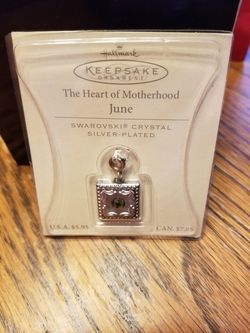 Hallmark
KEEPSAKE
ORNAMENT
The Heart of Motherhood
June
SWAROVSKI® CRYSTAL
SILVER-PLATED
U.S.A. $5.95 CAN. $7.95